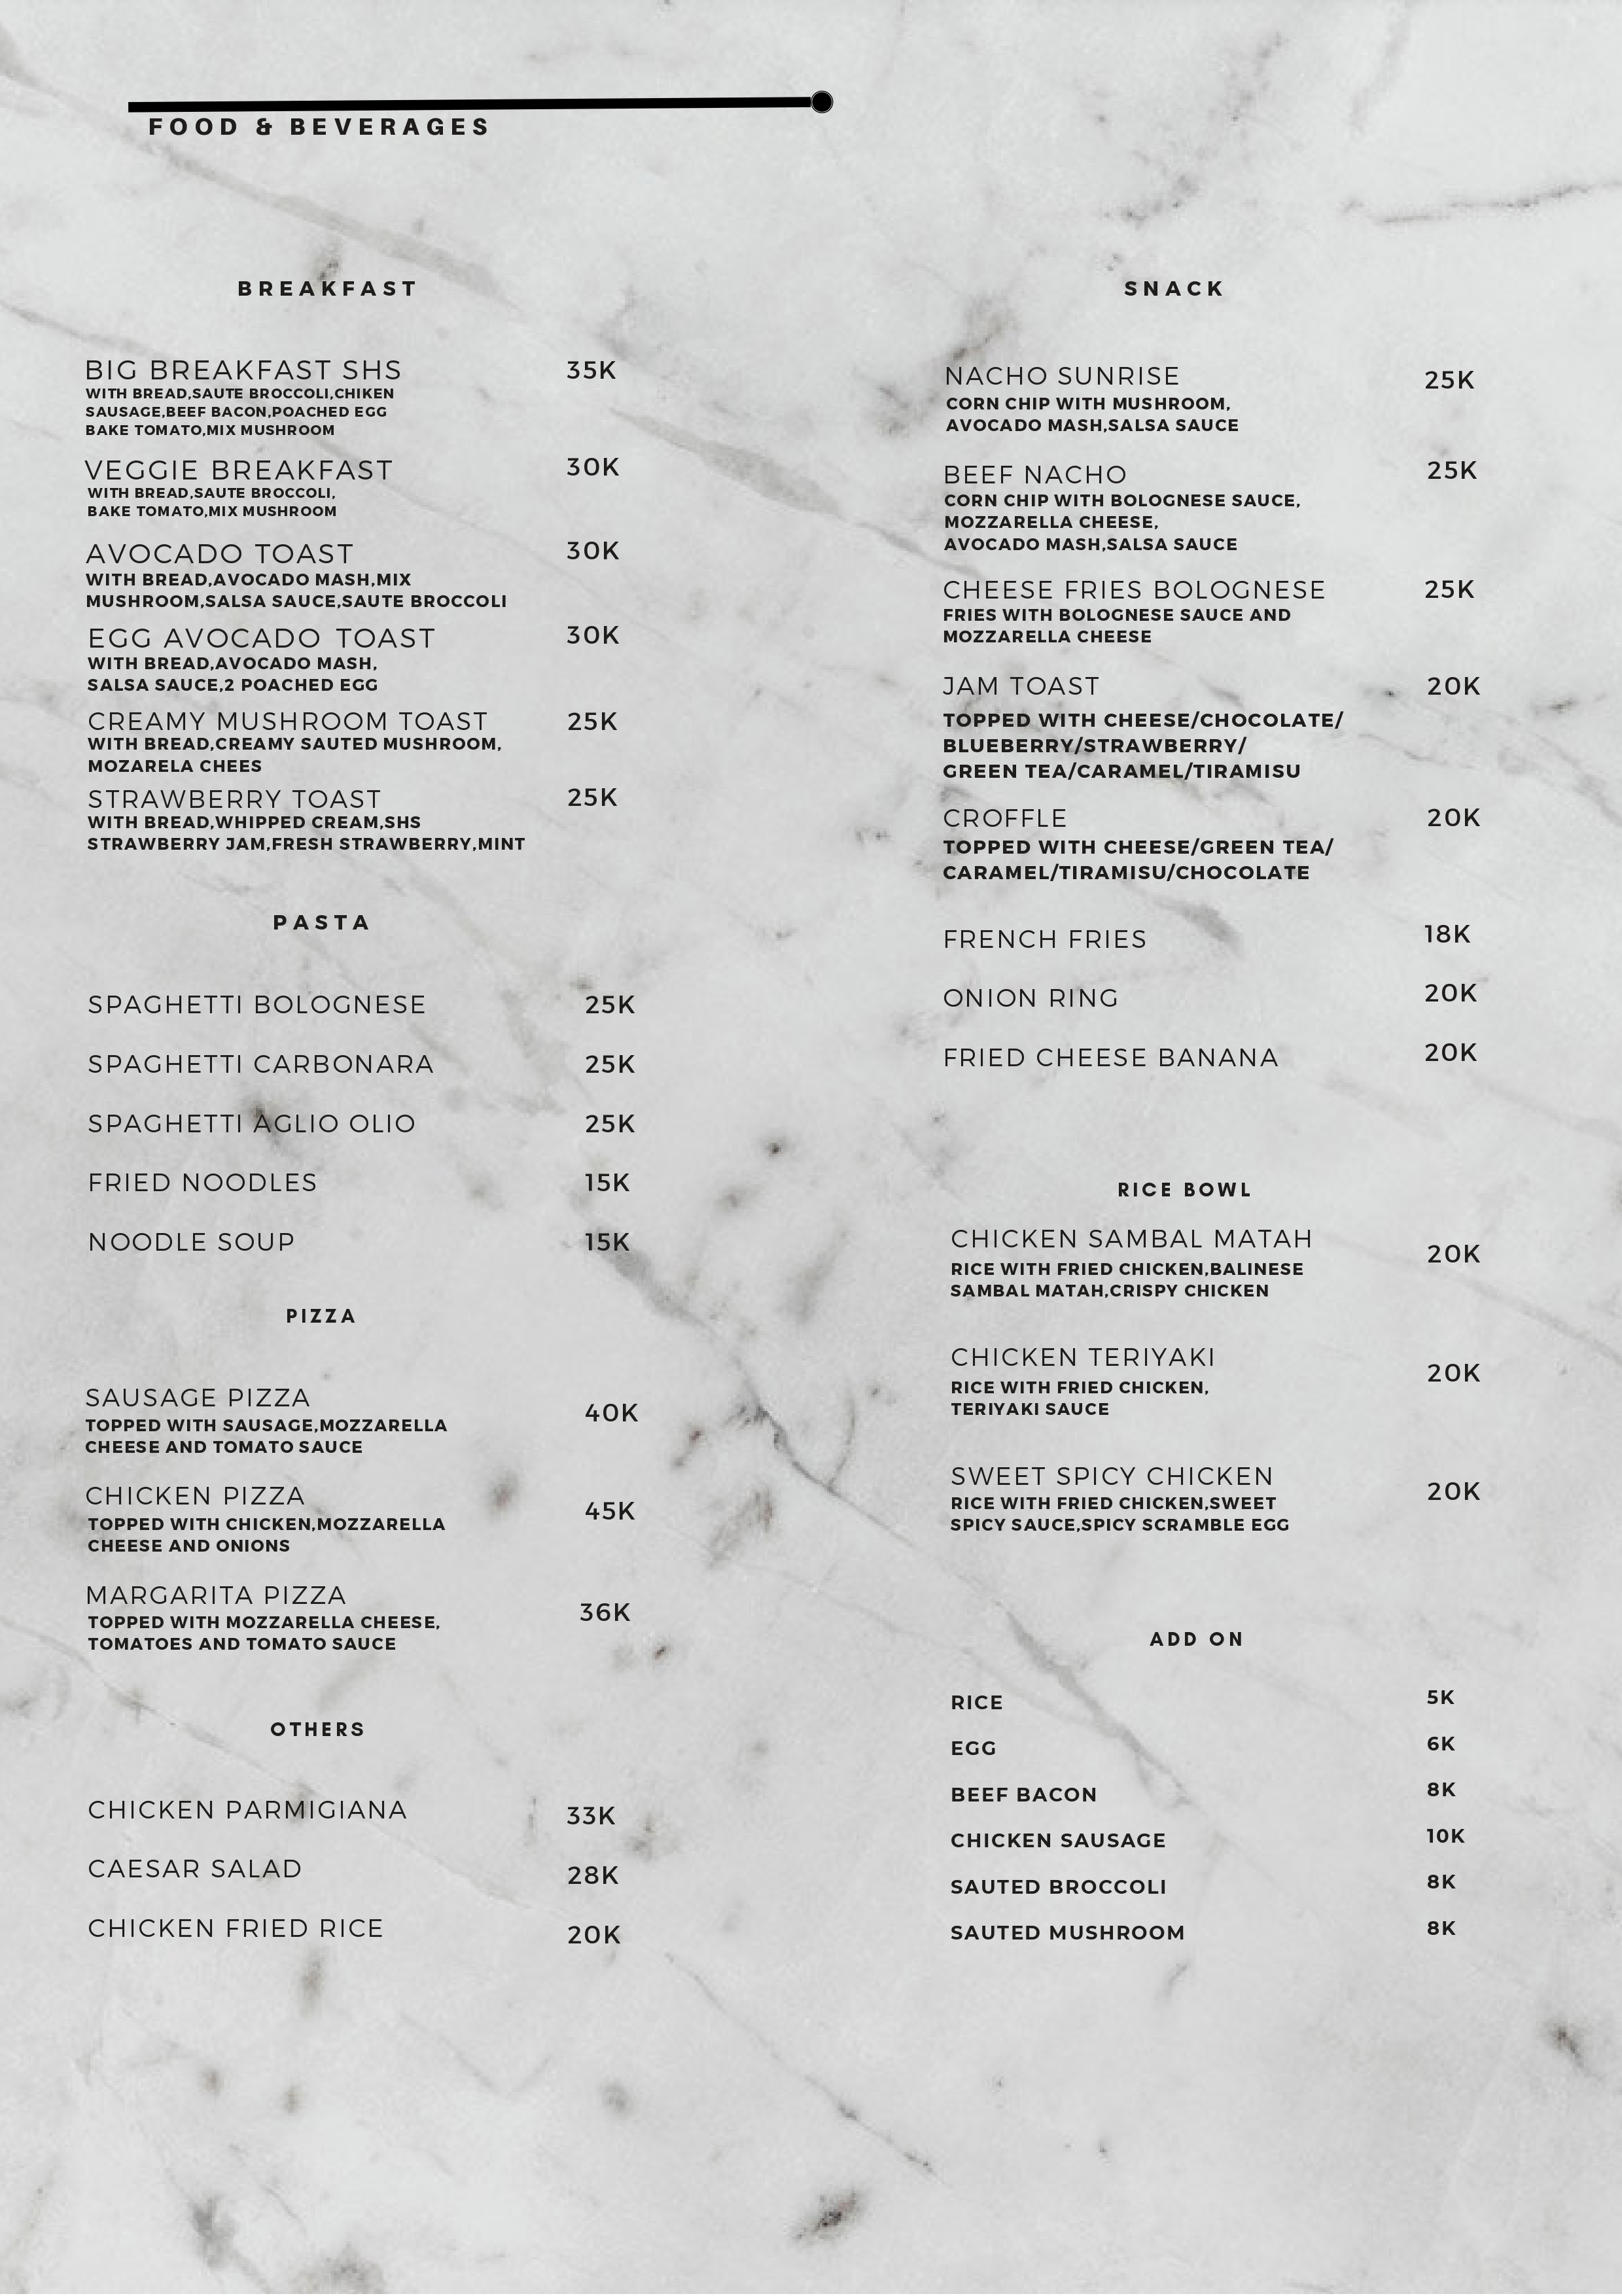 FOOD & BEVERAGES
BREAKFAST
BIG BREAKFAST SHS 35K
WITH BREAD,SAUTE BROCCOLI,CHIKEN
SAUSAGE,BEEF BACON,POACHED EGG
BAKE TOMATO,MIX MUSHROOM
VEGGIE BREAKFAST 30K
WITH BREAD,SAUTE BROCCOLI,
BAKE TOMATO,MIX MUSHROOM
AVOCADO TOAST 30K
WITH BREAD,AVOCADO MASH,MIX
MUSHROOM,SALSA SAUCE,SAUTE BROCCOLI
EGG AVOCADO TOAST 30K
WITH BREAD,AVOCADO MASH,
SALSA SAUCE,2 POACHED EGG
CREAMY MUSHROOM TOAST 25K
WITH BREAD,CREAMY SAUTED MUSHROOM,
MOZARELA CHEES
STRAWBERRY TOAST 25K
WITH BREAD,WHIPPED CREAM,SHS
STRAWBERRY JAM,FRESH STRAWBERRY,MINT
PASTA
SPAGHETTI BOLOGNESE 25K
SPAGHETTI CARBONARA 25K
SPAGHETTI AGLIO OLIO 25K
FRIED NOODLES 15K
NOODLE SOUP 15K
PIZZA
SAUSAGE PIZZA 40K
TOPPED WITH SAUSAGE,MOZZARELLA
CHEESE AND TOMATO SAUCE
CHICKEN PIZZA 45K
TOPPED WITH CHICKEN,MOZZARELLA
CHEESE AND ONIONS
MARGARITA PIZZA 36K
TOPPED WITH MOZZARELLA CHEESE,
TOMATOES AND TOMATO SAUCE
OTHERS
CHICKEN PARMIGIANA 33K
CAESAR SALAD 28K
CHICKEN FRIED RICE 20K
SNACK
NACHO SUNRISE 25K
CORN CHIP WITH MUSHROOM,
AVOCADO MASH,SALSA SAUCE
BEEF NACHO 25K
CORN CHIP WITH BOLOGNESE SAUCE,
MOZZARELLA CHEESE,
AVOCADO MASH,SALSA SAUCE
CHEESE FRIES BOLOGNESE 25K
FRIES WITH BOLOGNESE SAUCE AND
MOZZARELLA CHEESE
JAM TOAST 20K
TOPPED WITH CHEESE/CHOCOLATE/
BLUEBERRY/STRAWBERRY/
GREEN TEA/CARAMEL/TIRAMISU
CROFFLE 20K
TOPPED WITH CHEESE/GREEN TEA/
CARAMEL/TIRAMISU/CHOCOLATE
FRENCH FRIES 18K
ONION RING 20K
FRIED CHEESE BANANA 20K
RICE BOWL
CHICKEN SAMBAL MATAH 20K
RICE WITH FRIED CHICKEN,BALINESE
SAMBAL MATAH,CRISPY CHICKEN
CHICKEN TERIYAKI 20K
RICE WITH FRIED CHICKEN,
TERIYAKI SAUCE
SWEET SPICY CHICKEN 20K
RICE WITH FRIED CHICKEN,SWEET
SPICY SAUCE,SPICY SCRAMBLE EGG
ADD ON
RICE 5K
EGG 6K
BEEF BACON 8K
CHICKEN SAUSAGE 10K
SAUTED BROCCOLI 8K
SAUTED MUSHROOM 8K